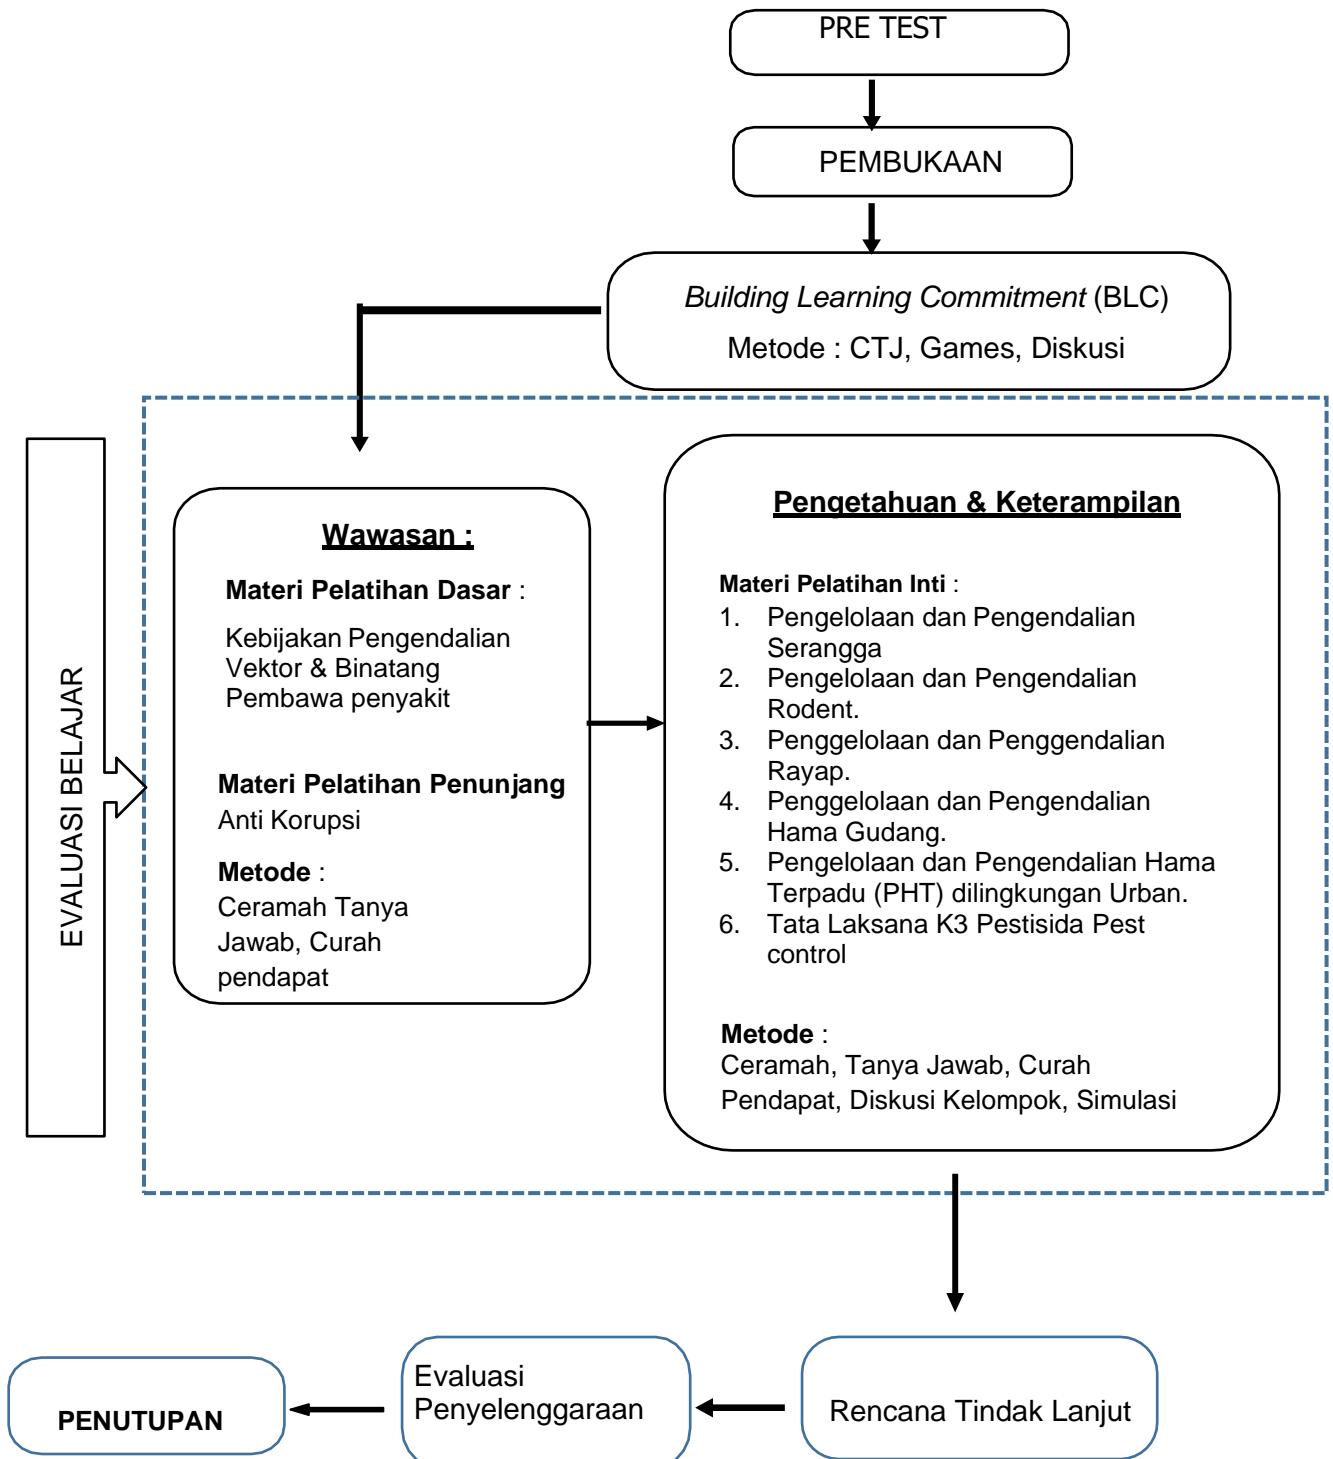 PRE TEST
PEMBUKAAN
Building Learning Commitment (BLC)
Metode : CTJ, Games, Diskusi
EVALUASI BELAJAR
Wawasan :
Materi Pelatihan Dasar :
Kebijakan Pengendalian
Vektor & Binatang
Pembawa penyakit
Materi Pelatihan Penunjang
Anti Korupsi
Metode :
Ceramah Tanya
Jawab, Curah
pendapat
Pengetahuan & Keterampilan
Materi Pelatihan Inti :
1. Pengelolaan dan Pengendalian
Serangga
2. Pengelolaan dan Pengendalian
Rodent.
3. Penggelolaan dan Penggendalian
Rayap.
4. Penggelolaan dan Pengendalian
Hama Gudang.
5. Pengelolaan dan Pengendalian Hama
Terpadu (PHT) dilingkungan Urban.
6. Tata Laksana K3 Pestisida Pest
control
Metode :
Ceramah, Tanya Jawab, Curah
Pendapat, Diskusi Kelompok, Simulasi
Rencana Tindak Lanjut
Evaluasi
Penyelenggaraan
PENUTUPAN